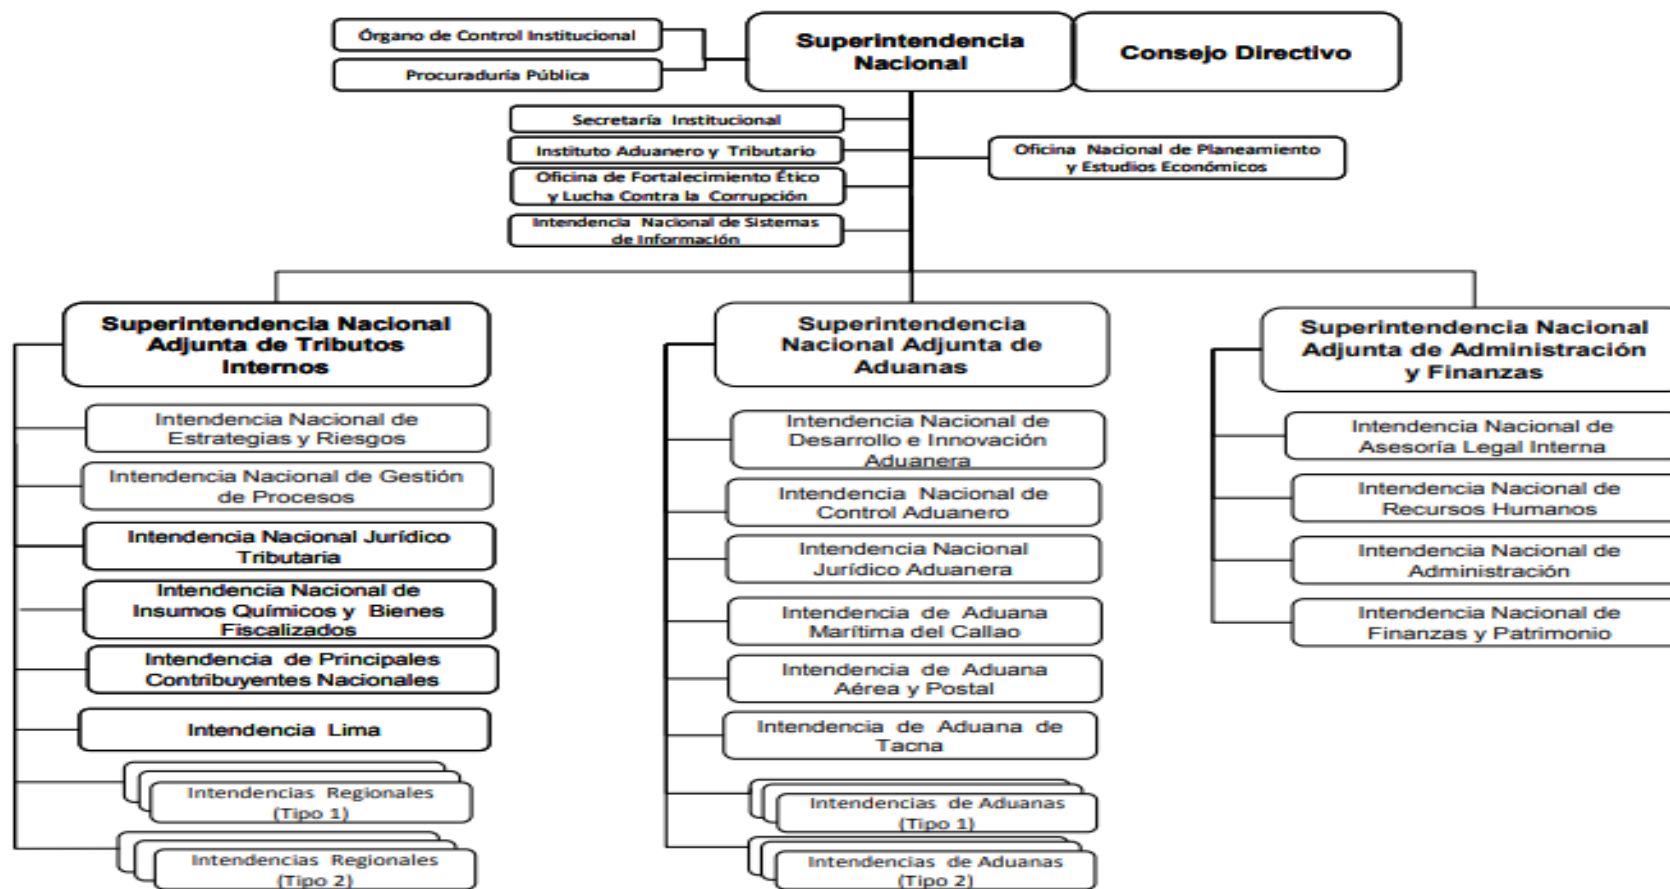 Órgano de Control Institucional
Procuraduría Pública
Superintendencia
Nacional
Consejo Directivo
Secretaría Institucional
Instituto Aduanero y Tributario
Oficina de Fortalecimiento Ético
y Lucha Contra la Corrupción
Intendencia Nacional de Sistemas
de Información
Oficina Nacional de Planeamiento
y Estudios Económicos
Superintendencia Nacional
Adjunta de Tributos
Internos
Intendencia Nacional de
Estrategias y Riesgos
Intendencia Nacional de Gestión
de Procesos
Intendencia Nacional Jurídico
Tributaria
Intendencia Nacional de
Insumos Químicos y Bienes
Fiscalizados
Intendencia de Principales
Contribuyentes Nacionales
Intendencia Lima
Intendencias Regionales
(Tipo 1)
Intendencias Regionales
(Tipo 2)
Superintendencia
Nacional Adjunta de
Aduanas
Intendencia Nacional de
Desarrollo e Innovación
Aduanera
Intendencia Nacional de
Control Aduanero
Intendencia Nacional
Jurídico Aduanera
Intendencia de Aduana
Marítima del Callao
Intendencia de Aduana
Aérea y Postal
Intendencia de Aduana de
Tacna
Intendencias de Aduanas
(Tipo 1)
Intendencias de Aduanas
(Tipo 2)
Superintendencia Nacional
Adjunta de Administración
y Finanzas
Intendencia Nacional de
Asesoría Legal Interna
Intendencia Nacional de
Recursos Humanos
Intendencia Nacional de
Administración
Intendencia Nacional de
Finanzas y Patrimonio